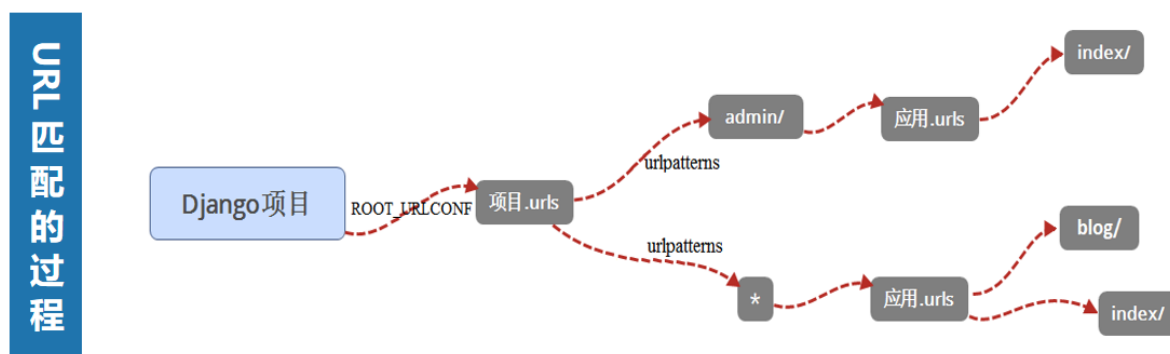 URL匹配的过程
index/
admin/
应用.urls
urlpatterns
Django项目
ROOT_URLCONF
项目.urls
urlpatterns
blog/
*
应用.urls
index/